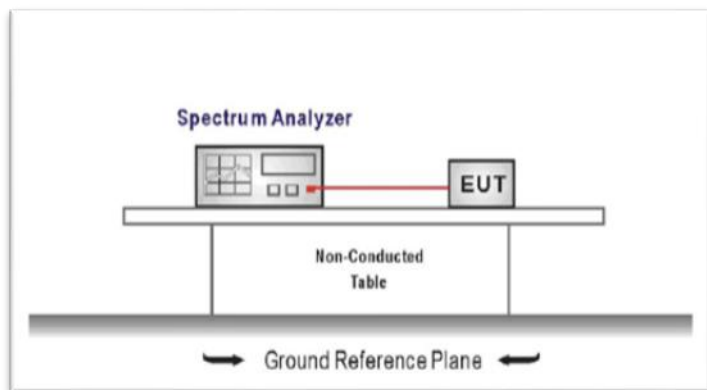 Spectrum Analyzer
EUT
Non-Conducted
Table
Ground Reference Plane